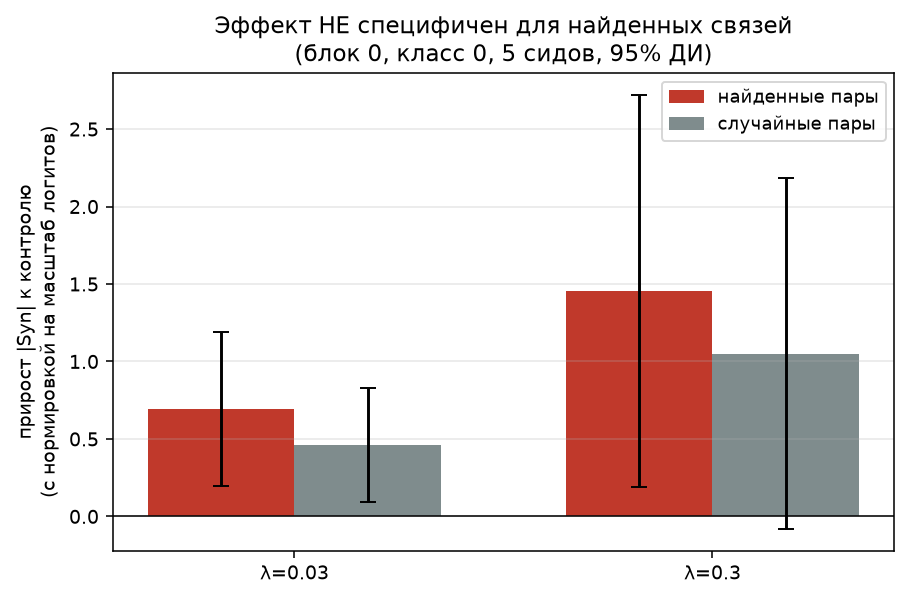 Эффект НЕ специфичен для найденных связей
(блок 0, класс 0, 5 сидов, 95% ДИ)
найденные пары
случайные пары
прирост |Syn| к контролю
(с нормировкой на масштаб логитов)
2.5
2.0
1.5
1.0
0.5
0.0
λ=0.03
λ=0.3